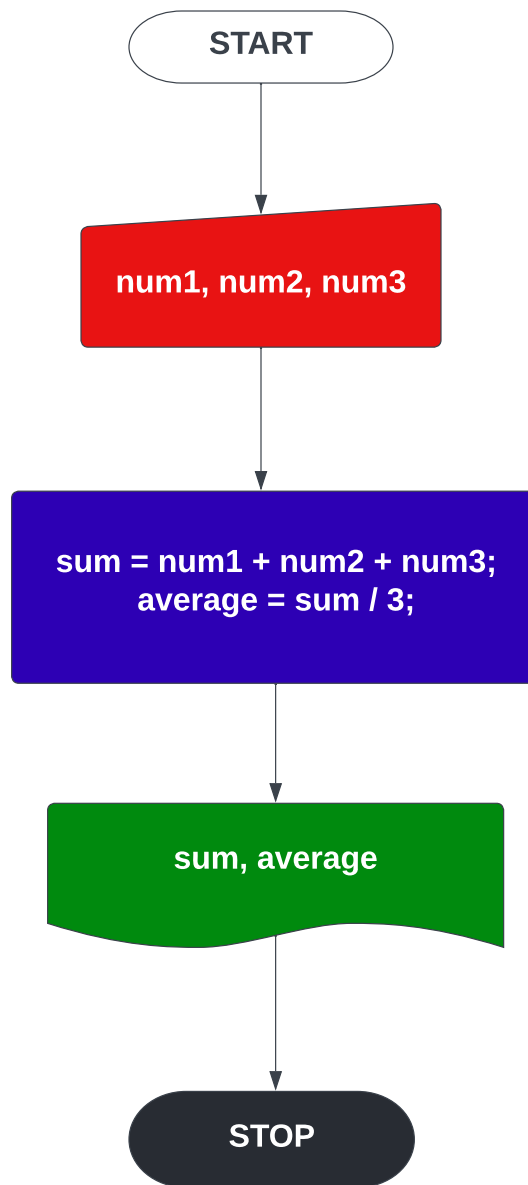 START
num1, num2, num3
sum = num1 + num2 + num3;
average = sum / 3;
sum, average
STOP